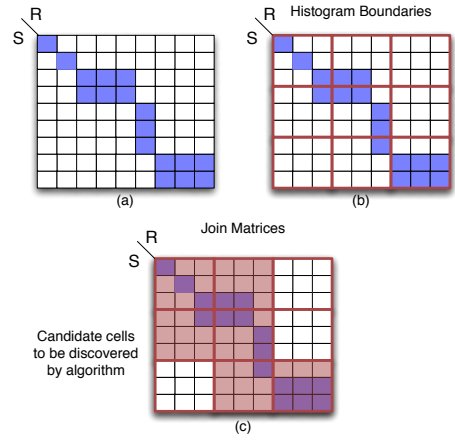 R
S
(a)
Histogram Boundaries
R
S
(b)
Join Matrices
R
S
Candidate cells
to be discovered
by algorithm
(c)